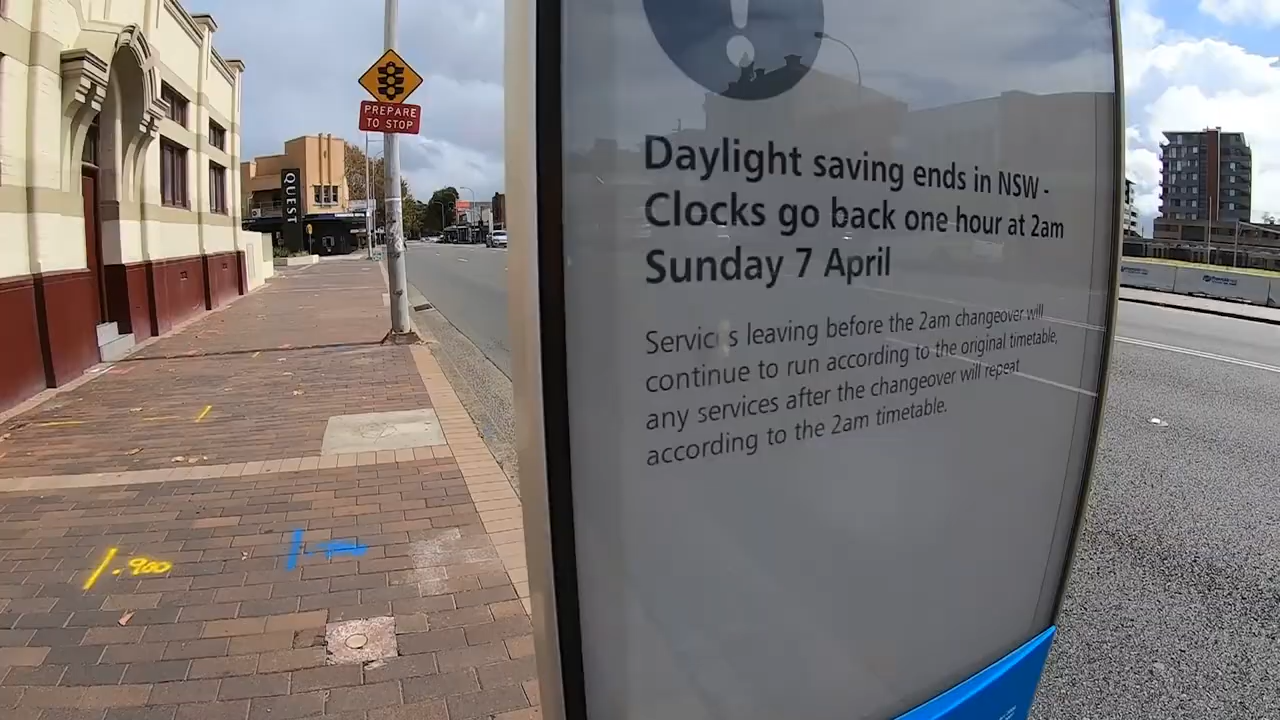 PREPARE
TO STOP
QUEST
Daylight saving ends in NSW -
Clocks go back one hour at 2am
Sunday 7 April
Services leaving before the 2am changeover will
continue to run according to the original timetable,
any services after the changeover will repeat
according to the 2am timetable.